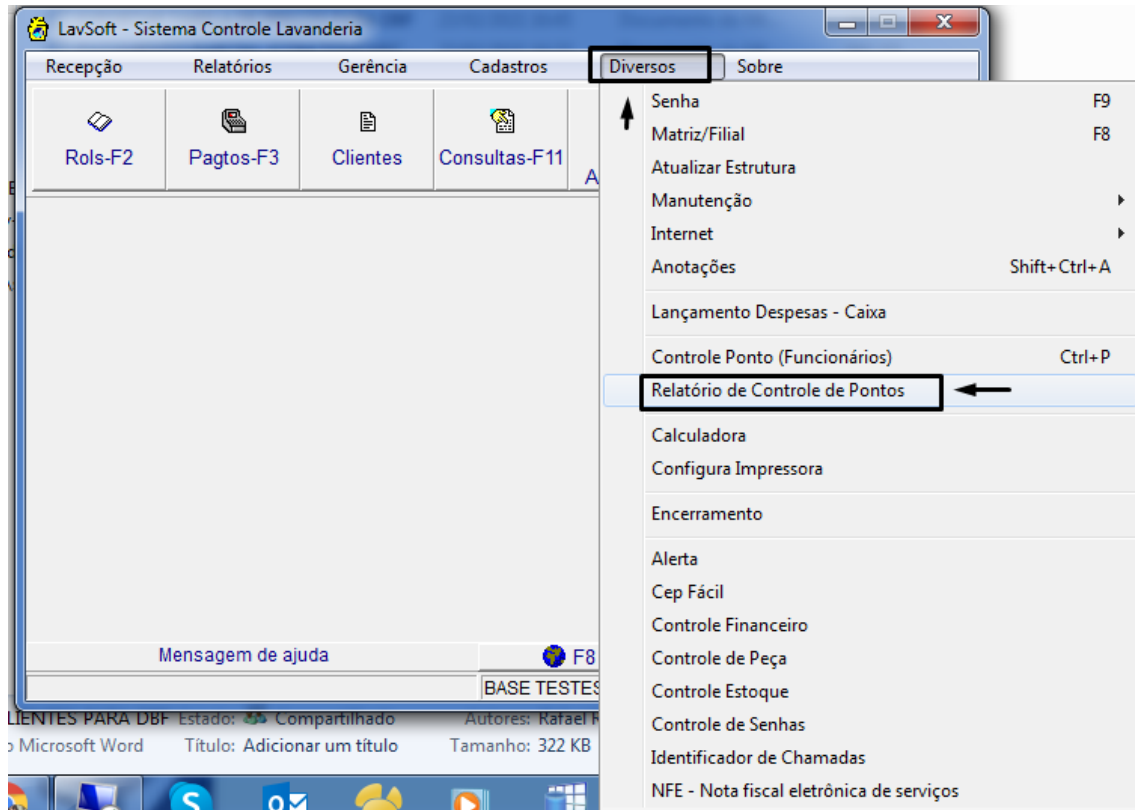 LavSoft - Sistema Controle Lavanderia
Recepção Relatórios Gerência Cadastros Diversos Sobre
Rols-F2 Pagtos-F3 Clientes Consultas-F11 A
Senha F9
Matriz/Filial F8
Atualizar Estrutura
Manutenção
Internet
Anotações Shift+Ctrl+A
Lançamento Despesas - Caixa
Controle Ponto (Funcionários) Ctrl+P
Relatório de Controle de Pontos
Calculadora
Configura Impressora
Encerramento
Alerta
Cep Fácil
Controle Financeiro
Controle de Peça
Controle Estoque
Controle de Senhas
Identificador de Chamadas
NFE - Nota fiscal eletrônica de serviços
Mensagem de ajuda F8
BASE TESTES
CLIENTES PARA DBF Estado: Compartilhado Autores: Rafael R
Microsoft Word Título: Adicionar um título Tamanho: 322 KB